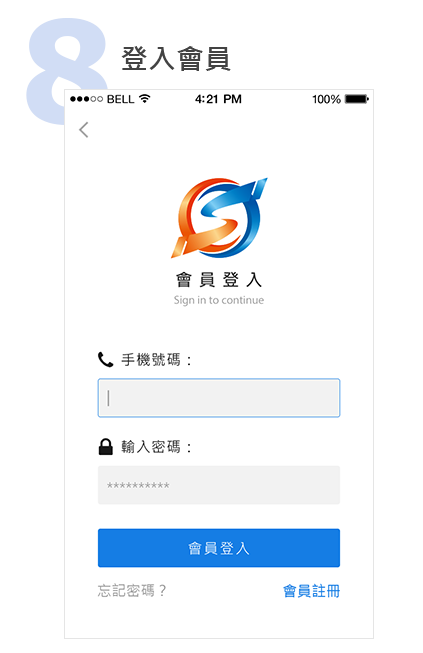 8
登入會員
BELL 4:21 PM 100%
會員登入
Sign in to continue
手機號碼：
輸入密碼：
**********
會員登入
忘記密碼？ 會員註冊